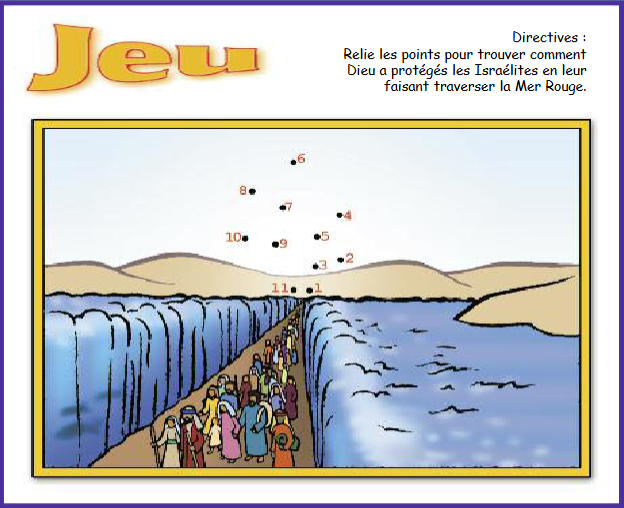 Jeu
Directives :
Relie les points pour trouver comment
Dieu a protégés les Israélites en leur
faisant traverser la Mer Rouge.
6
8
7
4
10
9
5
2
3
11
1